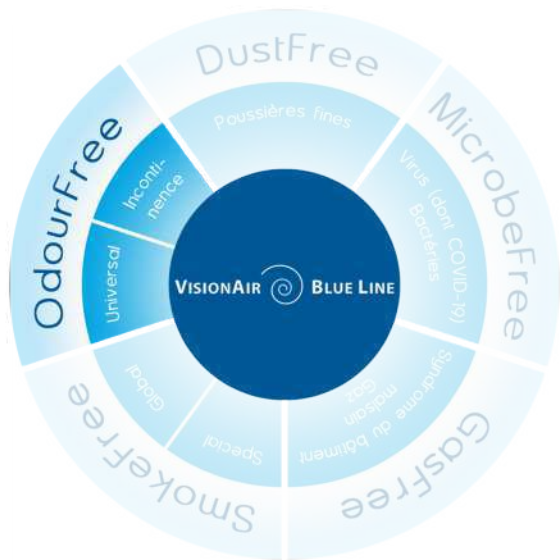 DustFree
Poussières fines
MicrobeFree
Virus (dont COVID-19)
Bactéries
GasFree
Syndrome du bâtiment
malsain
Gaz
SmokeFree
Special
Global
OdourFree
Universal
Inconti-
nence
VISIONAIR BLUE LINE